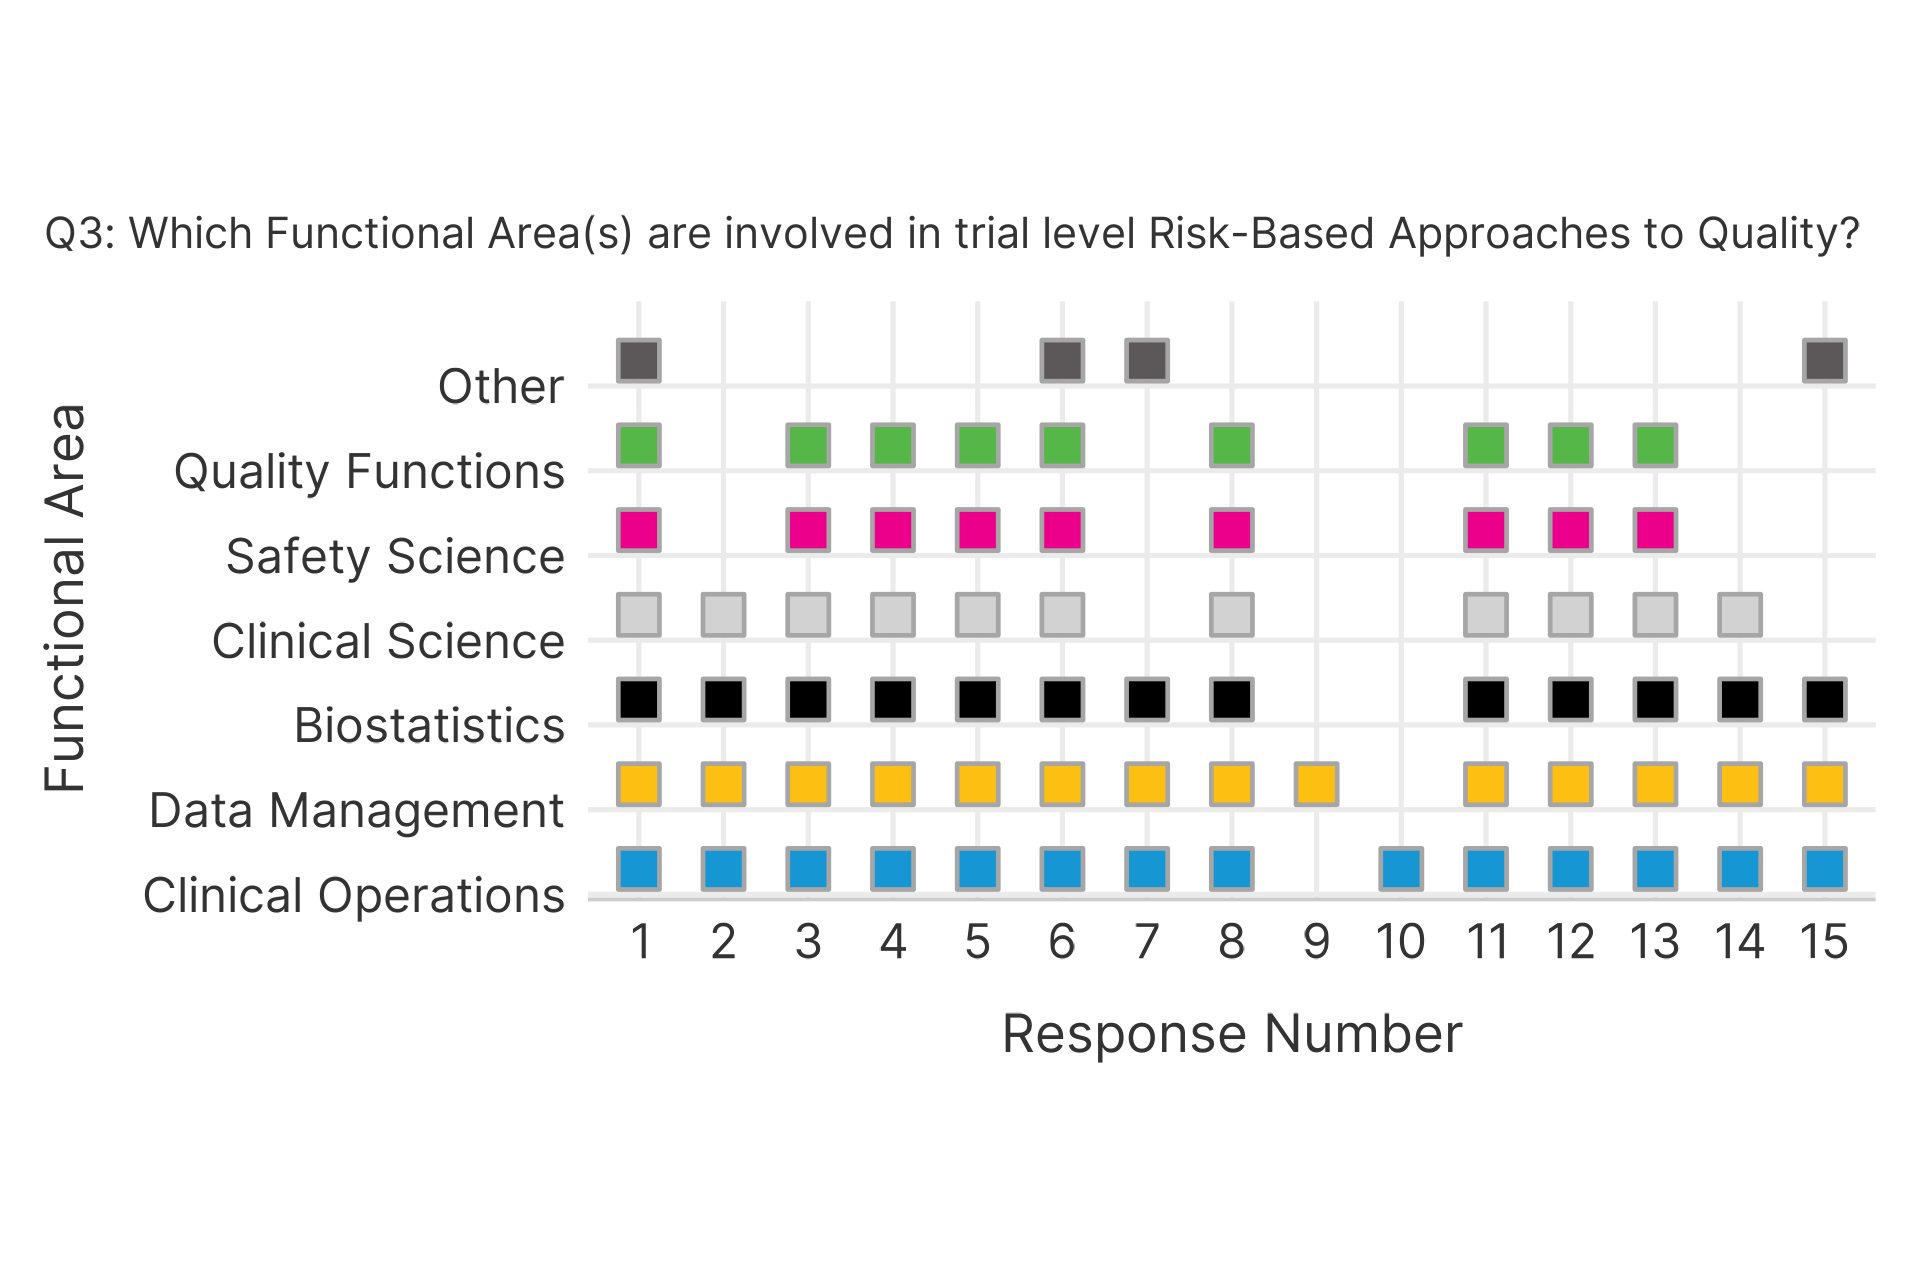 Q3: Which Functional Area(s) are involved in trial level Risk-Based Approaches to Quality?
Functional Area
Other
Quality Functions
Safety Science
Clinical Science
Biostatistics
Data Management
Clinical Operations
1 2 3 4 5 6 7 8 9 10 11 12 13 14 15
Response Number